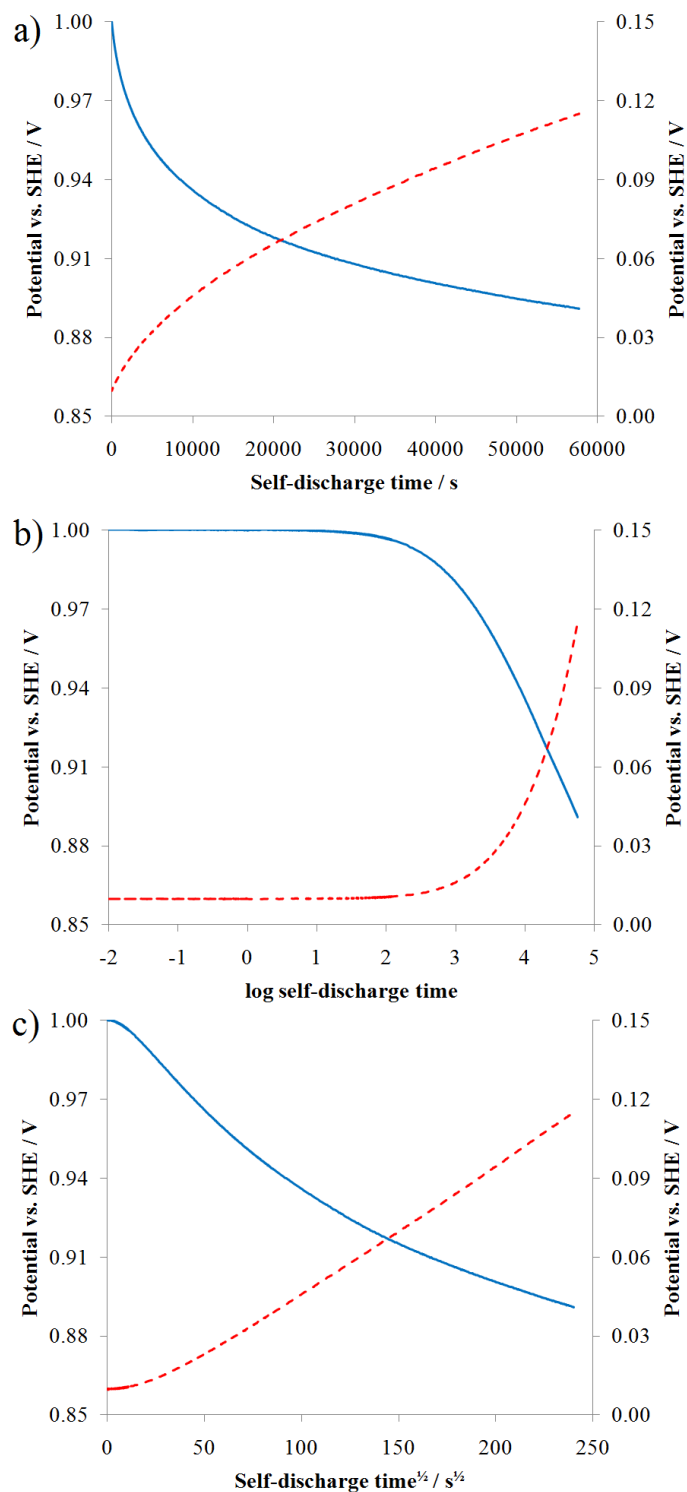 a)
1.00
0.97
0.94
0.91
0.88
0.85
Potential vs. SHE / V
0.15
0.12
0.09
0.06
0.03
0.00
Potential vs. SHE / V
0 10000 20000 30000 40000 50000 60000
Self-discharge time / s
b)
1.00
0.97
0.94
0.91
0.88
0.85
Potential vs. SHE / V
0.15
0.12
0.09
0.06
0.03
0.00
Potential vs. SHE / V
-2 -1 0 1 2 3 4 5
log self-discharge time
c)
1.00
0.97
0.94
0.91
0.88
0.85
Potential vs. SHE / V
0.15
0.12
0.09
0.06
0.03
0.00
Potential vs. SHE / V
0 50 100 150 200 250
Self-discharge time^½ / s^½